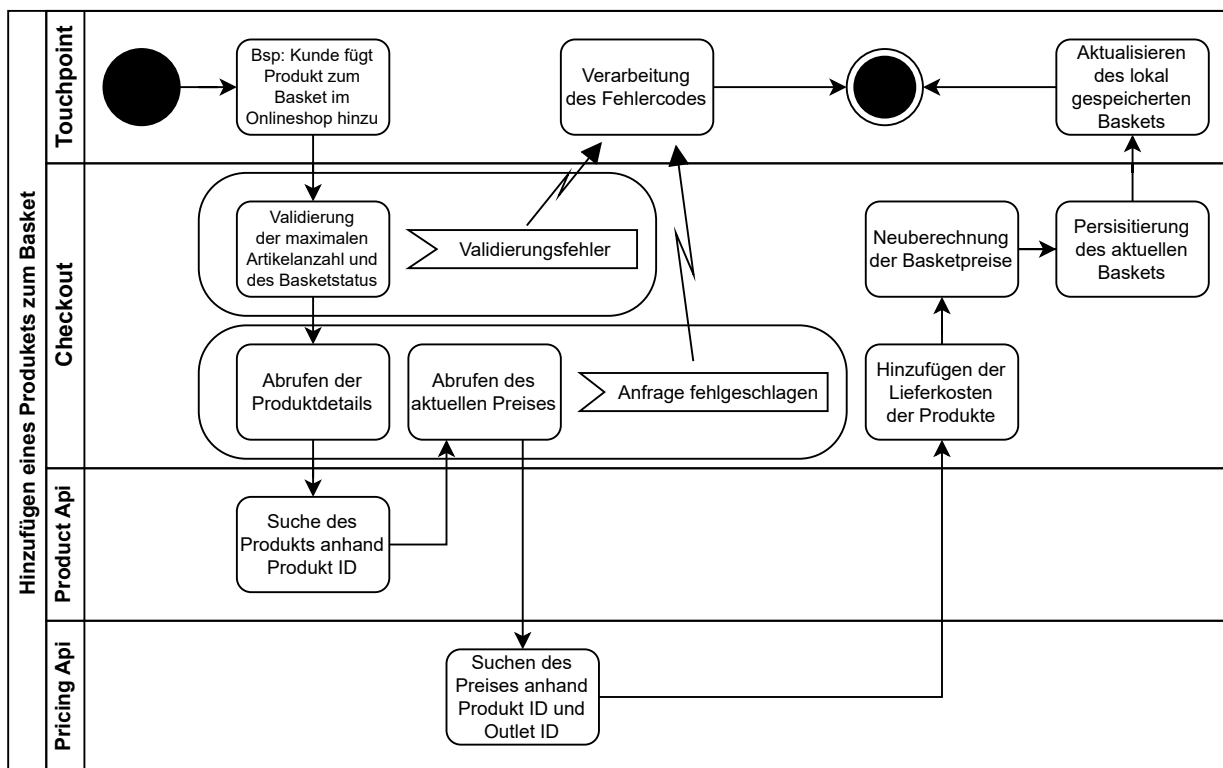 Hinzufügen eines Produkets zum Basket
Touchpoint
Bsp: Kunde fügt
Produkt zum
Basket im
Onlineshop hinzu
Verarbeitung
des Fehlercodes
Aktualisieren
des lokal
gespeicherten
Baskets
Checkout
Validierung
der maximalen
Artikelanzahl und
des Basketstatus
Validierungsfehler
Neuberechnung
der Basketpreise
Persisitierung
des aktuellen
Baskets
Abrufen der
Produktdetails
Abrufen des
aktuellen Preises
Anfrage fehlgeschlagen
Hinzufügen der
Lieferkosten
der Produkte
Product Api
Suche des
Produkts anhand
Produkt ID
Pricing Api
Suchen des
Preises anhand
Produkt ID und
Outlet ID